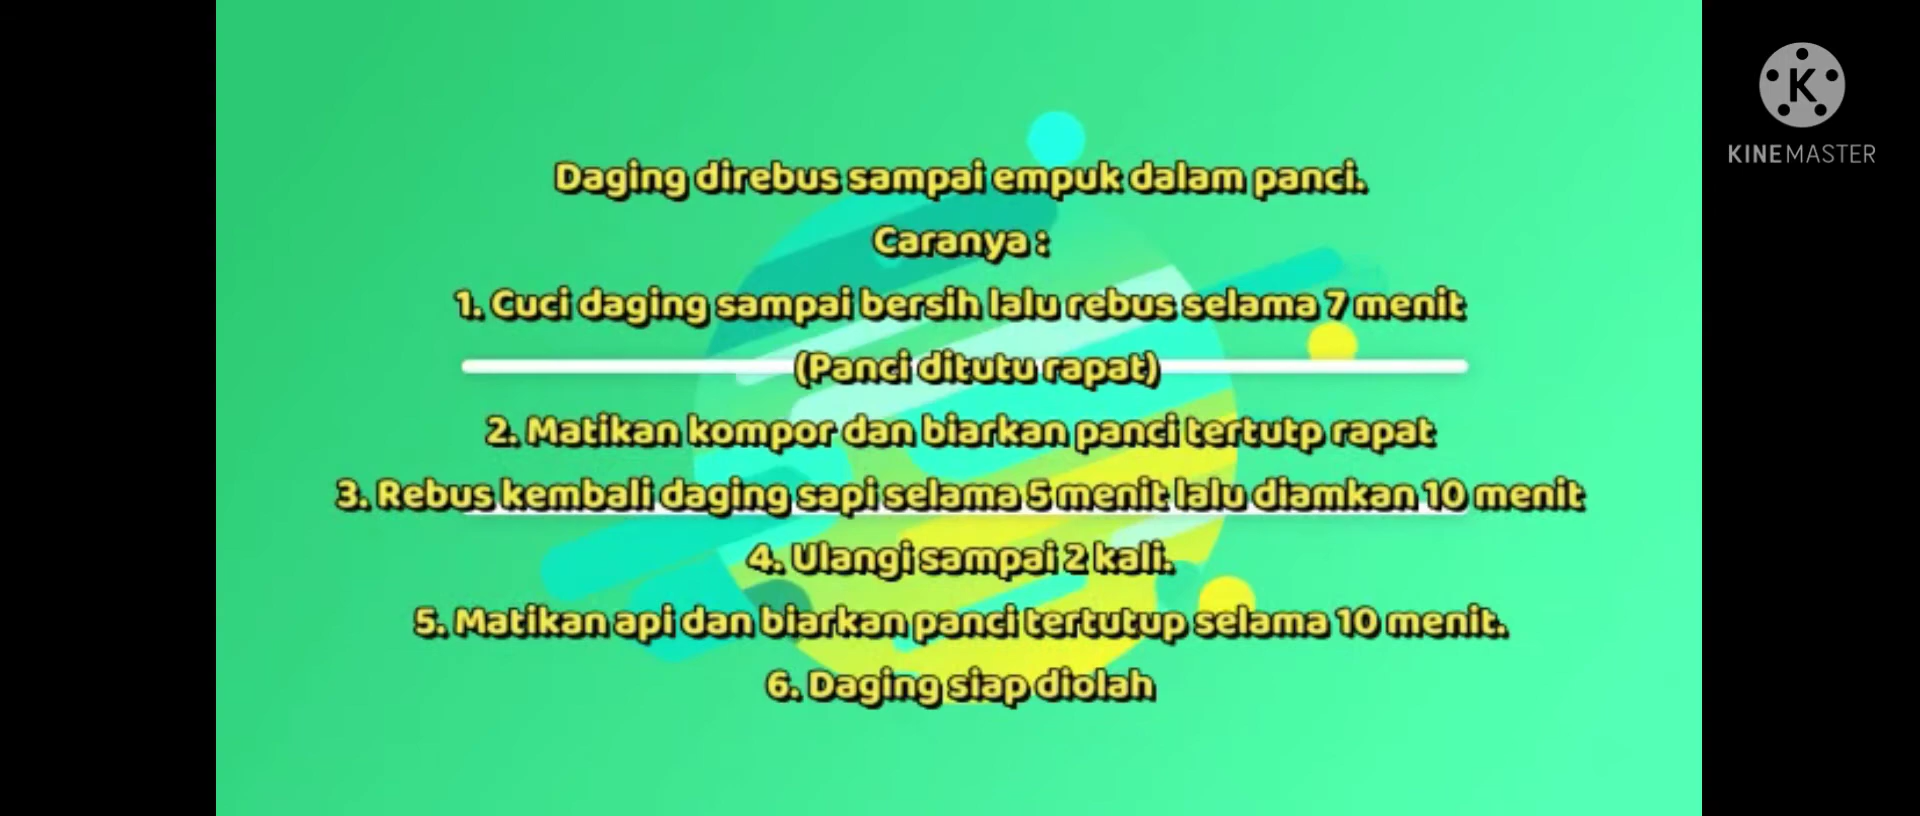 Daging direbus sampai empuk dalam panci.
Caranya :
1. Cuci daging sampai bersih lalu rebus selama 7 menit
(Panci ditutu rapat)
2. Matikan kompor dan biarkan panci tertutp rapat
3. Rebus kembali daging sapi selama 5 menit lalu diamkan 10 menit
4. Ulangi sampai 2 kali.
5. Matikan api dan biarkan panci tertutup selama 10 menit.
6. Daging siap diolah
K
KINEMASTER